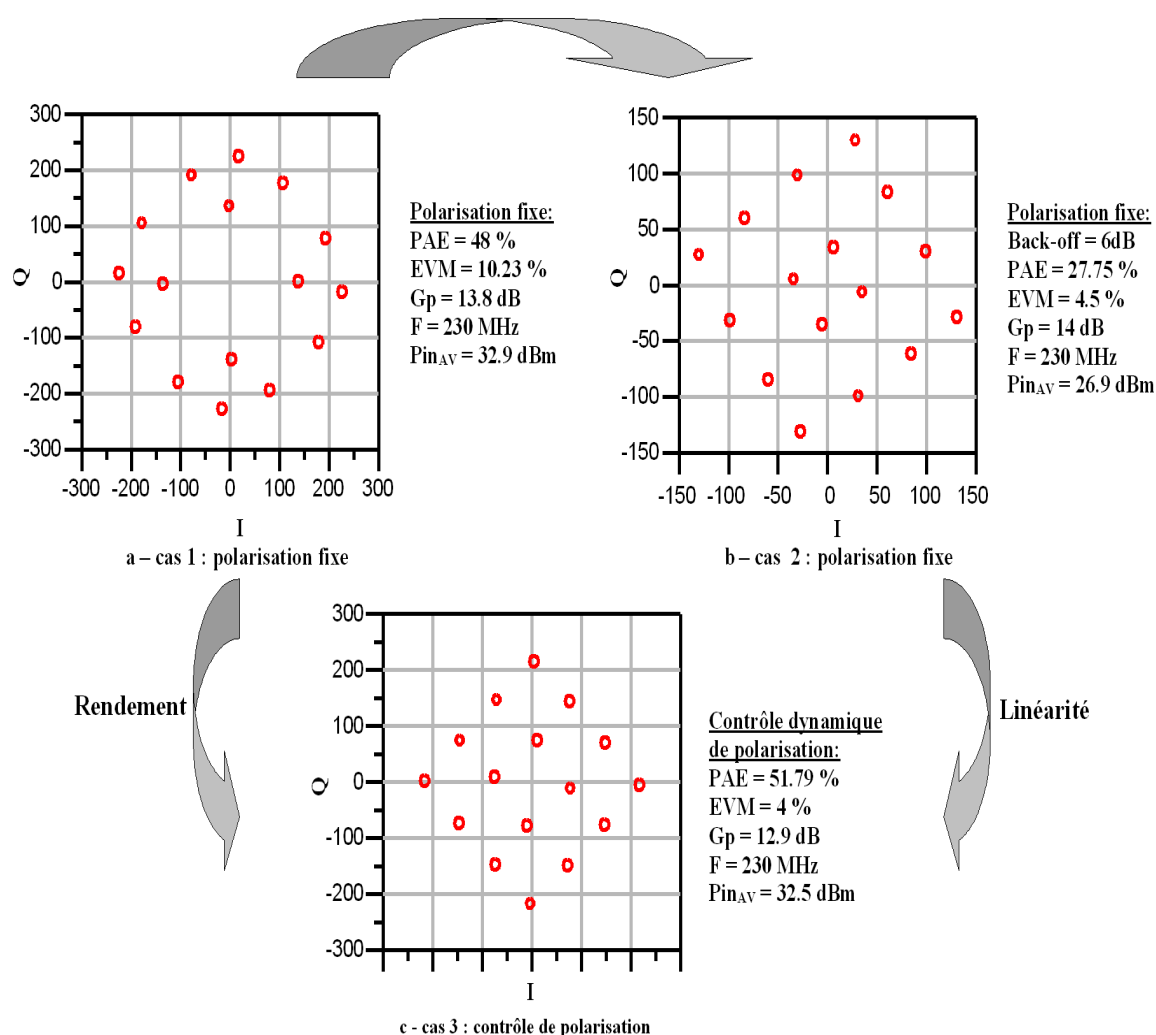 300
200
100
0
-100
-200
-300
Q
-300 -200 -100 0 100 200 300
I
a – cas 1 : polarisation fixe
Polarisation fixe:
PAE = 48 %
EVM = 10.23 %
Gp = 13.8 dB
F = 230 MHz
PinAV = 32.9 dBm
150
100
50
0
-50
-100
-150
Q
-150 -100 -50 0 50 100 150
I
b – cas 2 : polarisation fixe
Polarisation fixe:
Back-off = 6dB
PAE = 27.75 %
EVM = 4.5 %
Gp = 14 dB
F = 230 MHz
PinAV = 26.9 dBm
Rendement
Linéarité
300
200
100
0
-100
-200
-300
Q
I
c - cas 3 : contrôle de polarisation
Contrôle dynamique
de polarisation:
PAE = 51.79 %
EVM = 4 %
Gp = 12.9 dB
F = 230 MHz
PinAV = 32.5 dBm